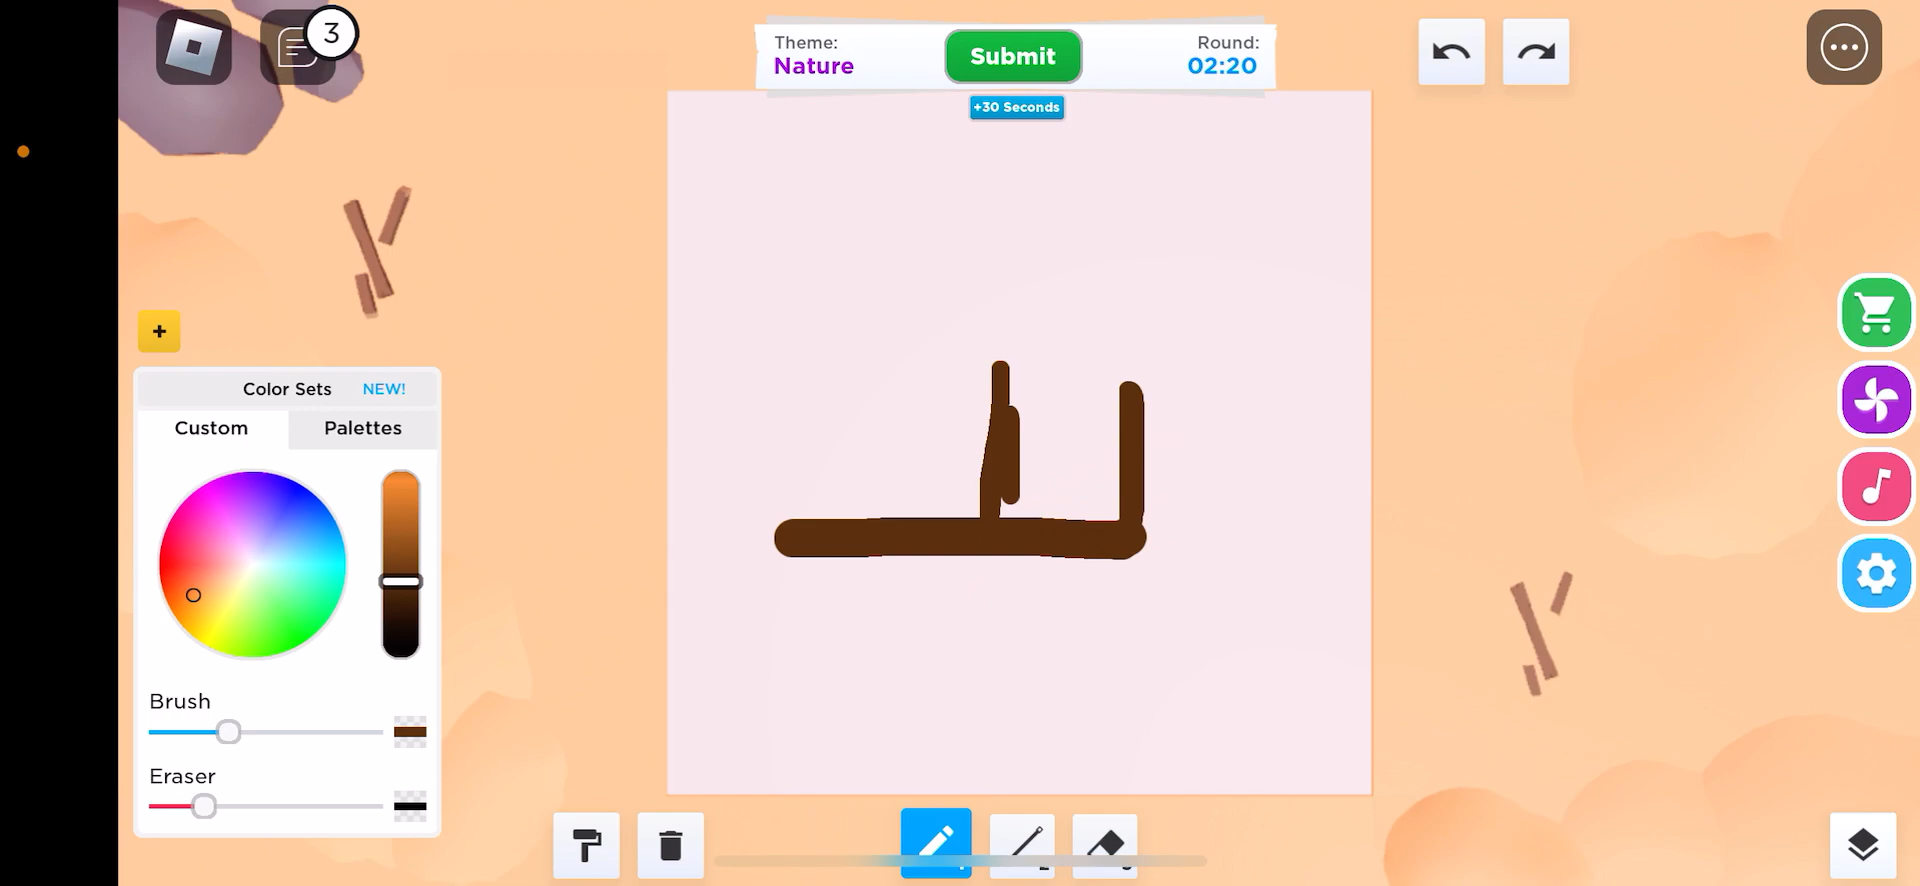 3
Theme:
Nature
Submit
Round:
02:20
+30 Seconds
+
Color Sets NEW!
Custom
Palettes
Brush
Eraser